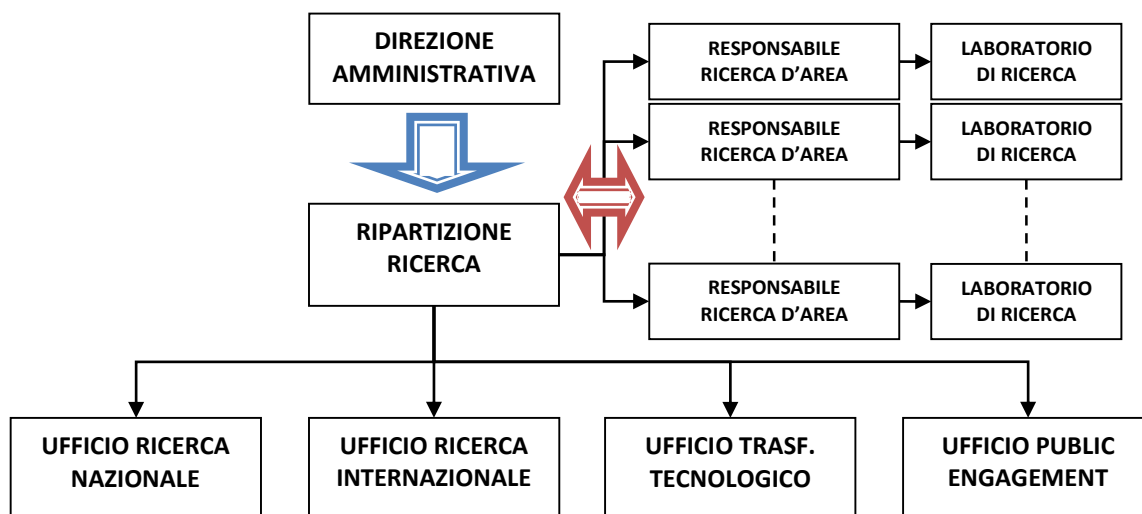 DIREZIONE
AMMINISTRATIVA
RESPONSABILE
RICERCA D’AREA
LABORATORIO
DI RICERCA
RESPONSABILE
RICERCA D’AREA
LABORATORIO
DI RICERCA
RIPARTIZIONE
RICERCA
RESPONSABILE
RICERCA D’AREA
LABORATORIO
DI RICERCA
UFFICIO RICERCA
NAZIONALE
UFFICIO RICERCA
INTERNAZIONALE
UFFICIO TRASF.
TECNOLOGICO
UFFICIO PUBLIC
ENGAGEMENT